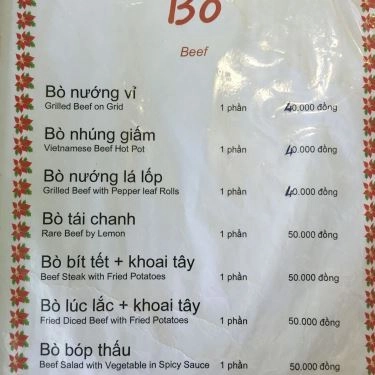 Bò
Beef
Bò nướng vỉ
Grilled Beef on Grid 1 phần 40.000 đồng
Bò nhúng giấm
Vietnamese Beef Hot Pot 1 phần 40.000 đồng
Bò nướng lá lốp
Grilled Beef with Pepper leaf Rolls 1 phần 40.000 đồng
Bò tái chanh
Rare Beef by Lemon 1 phần 50.000 đồng
Bò bít tết + khoai tây
Beef Steak with Fried Potatoes 1 phần 50.000 đồng
Bò lúc lắc + khoai tây
Fried Diced Beef with Fried Potatoes 1 phần 50.000 đồng
Bò bóp thấu
Beef Salad with Vegetable in Spicy Sauce 1 phần 50.000 đồng